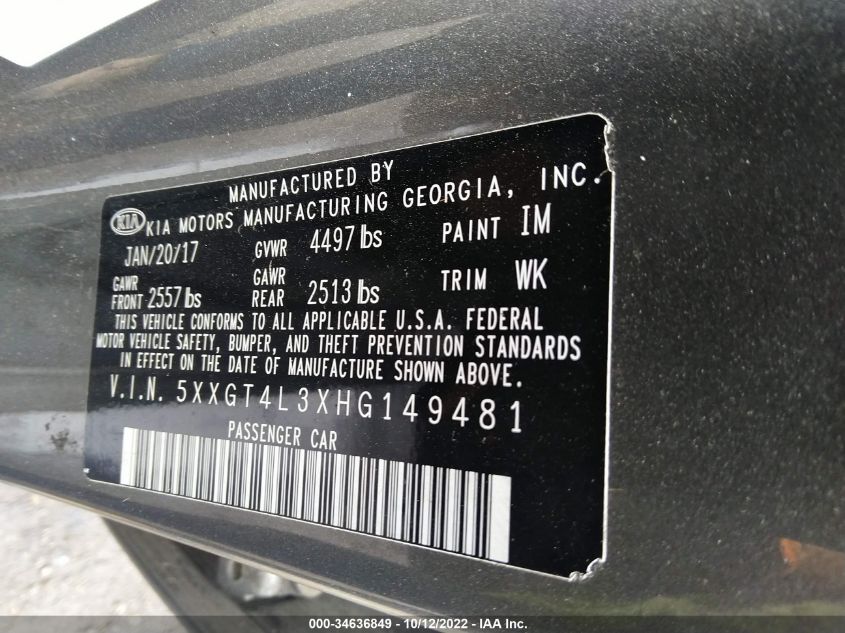 MANUFACTURED BY
KIA KIA MOTORS MANUFACTURING GEORGIA, INC.
JAN/20/17 GVWR 4497 lbs PAINT IM
GAWR FRONT 2557 lbs GAWR REAR 2513 lbs TRIM WK
THIS VEHICLE CONFORMS TO ALL APPLICABLE U.S.A. FEDERAL
MOTOR VEHICLE SAFETY, BUMPER, AND THEFT PREVENTION STANDARDS
IN EFFECT ON THE DATE OF MANUFACTURE SHOWN ABOVE.
V.I.N. 5XXGT4L3XHG149481
PASSENGER CAR
000-34636849 - 10/12/2022 - IAA Inc.